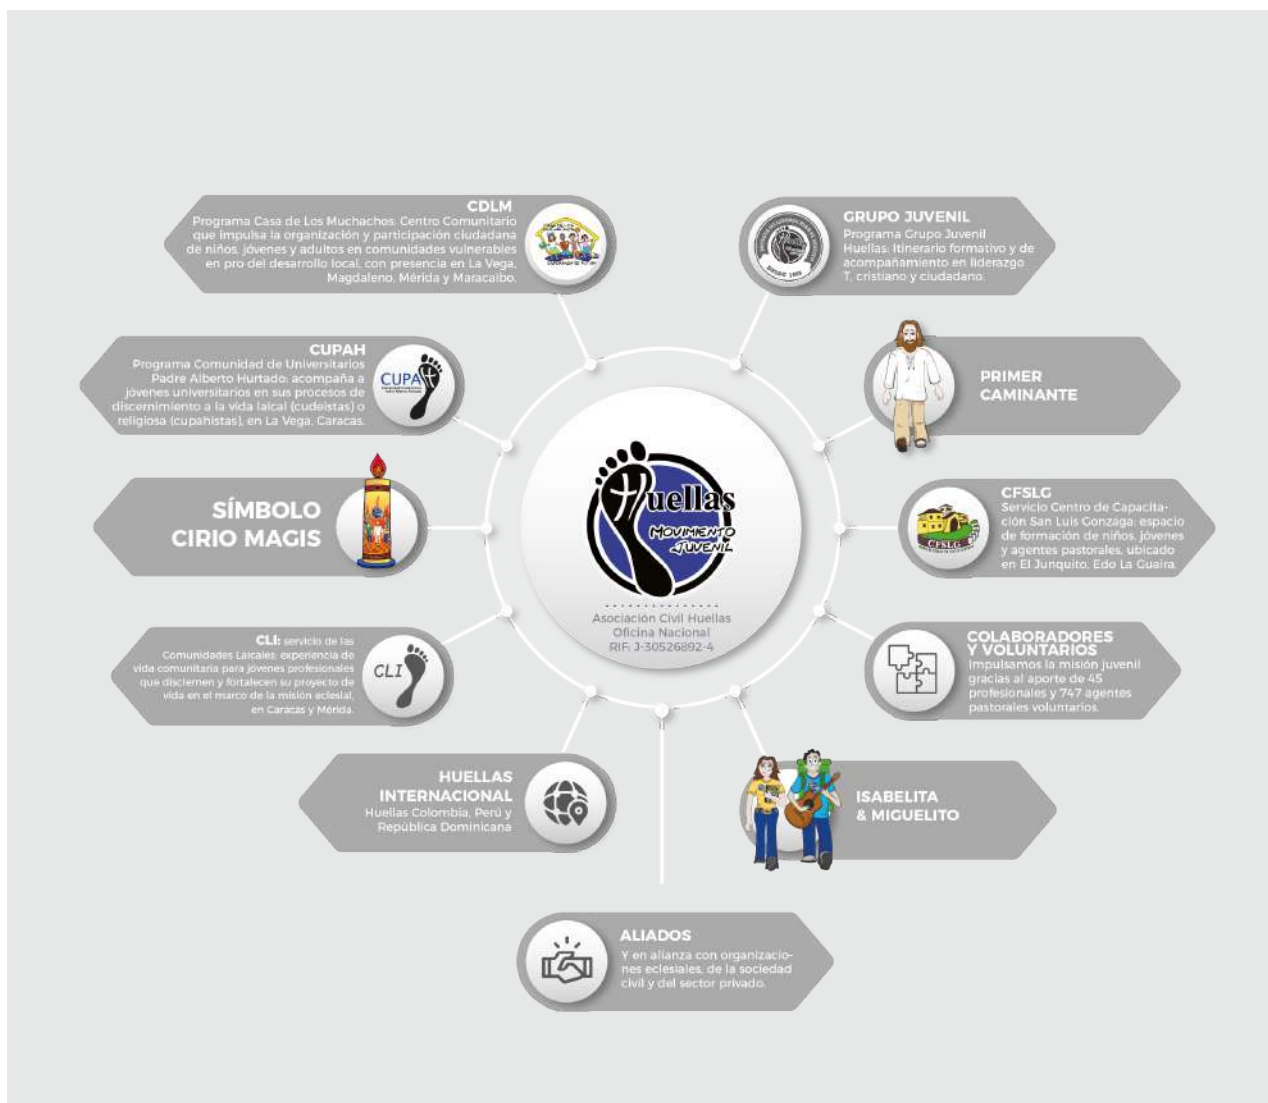 CDLM
Programa Casa de Los Muchachos: Centro Comunitario
que impulsa la organización y participación ciudadana
de niños, jóvenes y adultos en comunidades vulnerables
en pro del desarrollo local, con presencia en La Vega,
Magdaleno, Mérida y Maracaibo.
GRUPO JUVENIL
Programa Grupo Juvenil
Huellas: Itinerario formativo y de
acompañamiento en liderazgo
T, cristiano y ciudadano.
DESDE
CUPAH
Programa Comunidad de Universitarios
Padre Alberto Hurtado: acompaña a
jóvenes universitarios en sus procesos de
discernimiento a la vida laical (cudeistas) o
religiosa (cupahistas), en La Vega, Caracas.
CUPA
PRIMER
CAMINANTE
SÍMBOLO
CIRIO MAGIS
Huellas
MOVIMIENTO
JUVENIL
Asociación Civil Huellas
Oficina Nacional
RIF: J-30526892-4
CFSLG
Servicio Centro de Capacita-
ción San Luis Gonzaga: espacio
de formación de niños, jóvenes
y agentes pastorales, ubicado
en El Junquito, Edo La Guaira.
CFSLG
CLI: servicio de las
Comunidades Laicales: experiencia de
vida comunitaria para jóvenes profesionales
que disciernen y fortalecen su proyecto de
vida en el marco de la misión eclesial,
en Caracas y Mérida.
CLI
COLABORADORES
Y VOLUNTARIOS
Impulsamos la misión juvenil
gracias al aporte de 45
profesionales y 747 agentes
pastorales voluntarios.
HUELLAS
INTERNACIONAL
Huellas Colombia, Perú y
República Dominicana
ISABELITA
& MIGUELITO
ALIADOS
Y en alianza con organizacio-
nes eclesiales, de la sociedad
civil y del sector privado.